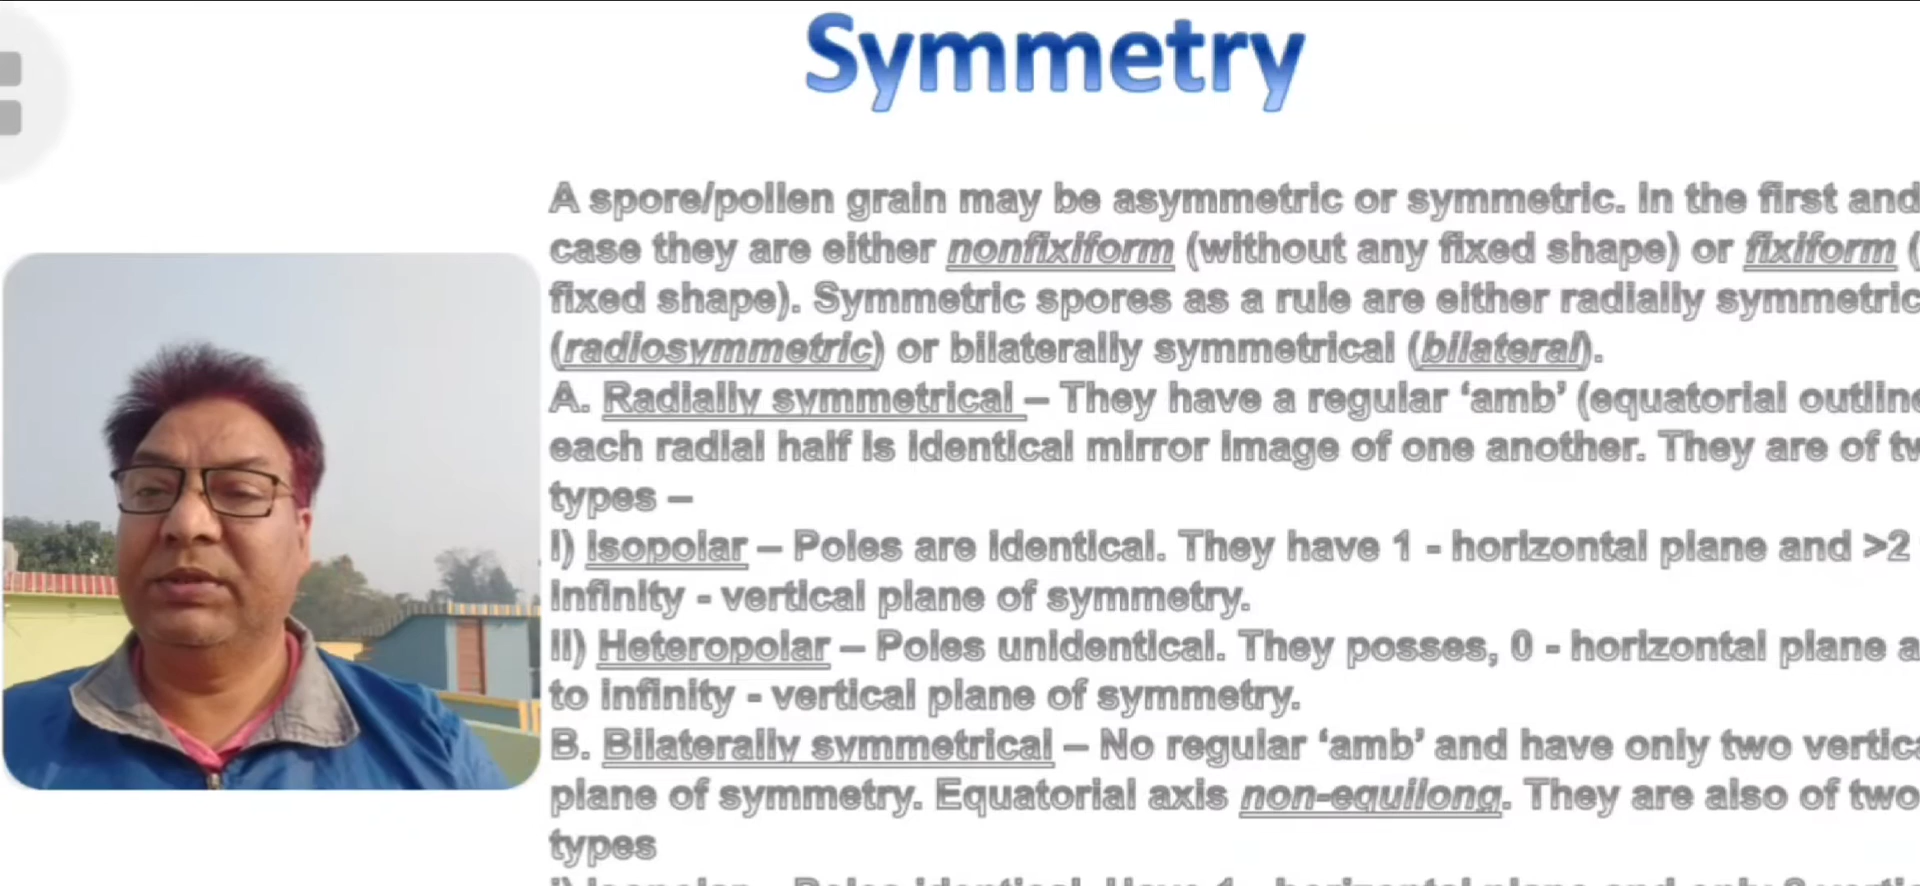 Symmetry
A spore/pollen grain may be asymmetric or symmetric. In the first and
case they are either nonfixiform (without any fixed shape) or fixiform (
fixed shape). Symmetric spores as a rule are either radially symmetric
(radiosymmetric) or bilaterally symmetrical (bilateral).
A. Radially symmetrical – They have a regular ‘amb’ (equatorial outline
each radial half is identical mirror image of one another. They are of
types –
i) Isopolar – Poles are identical. They have 1 - horizontal plane and >2
infinity - vertical plane of symmetry.
ii) Heteropolar – Poles unidentical. They posses, 0 - horizontal plane
to infinity - vertical plane of symmetry.
B. Bilaterally symmetrical – No regular ‘amb’ and have only two
plane of symmetry. Equatorial axis non-equilong. They are also of two
types